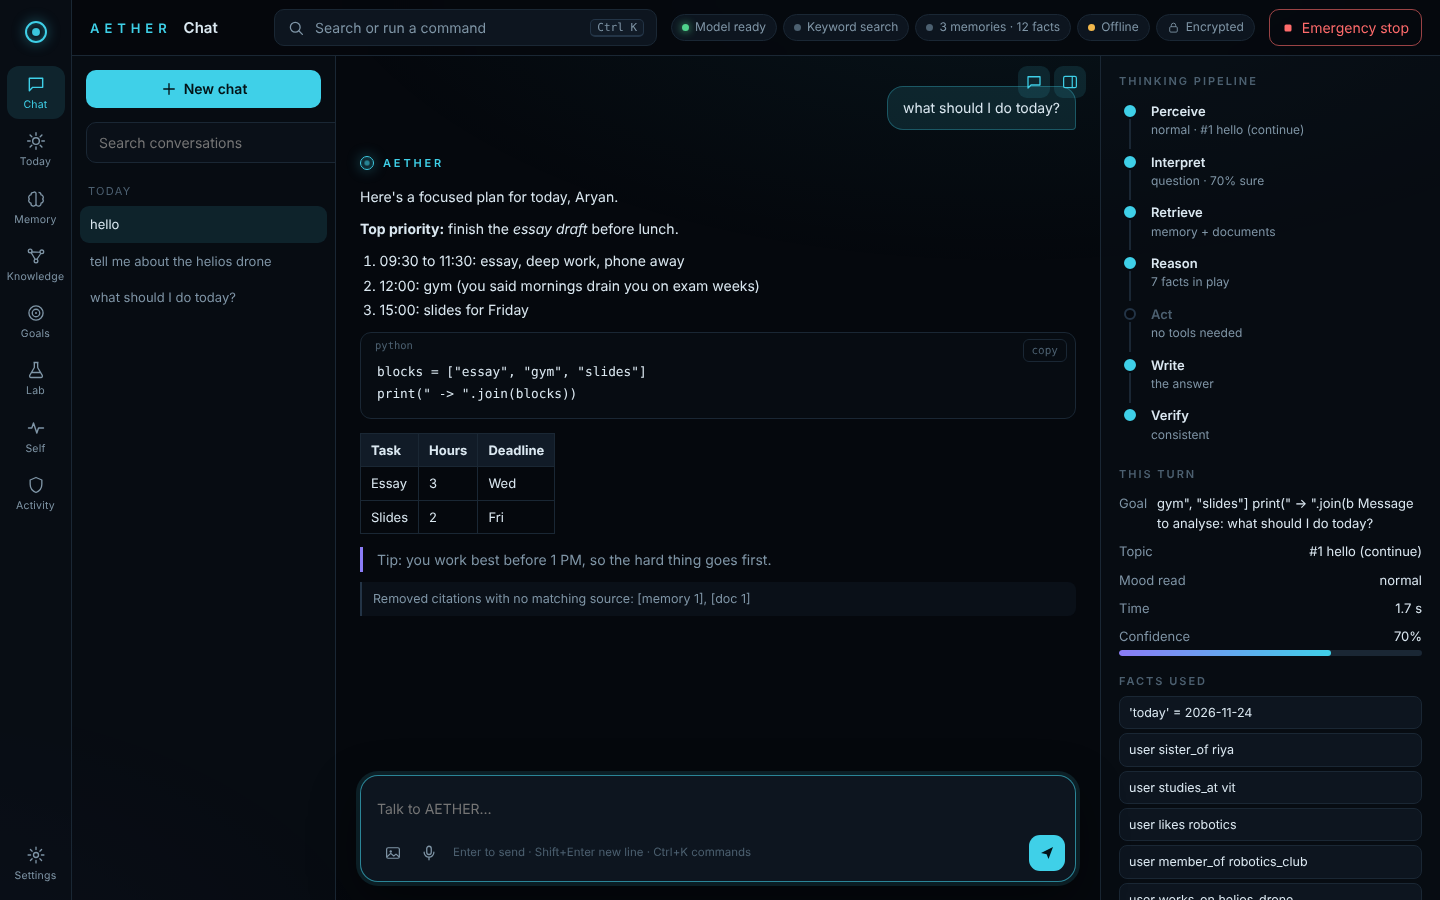 AETHER Chat
Search or run a command Ctrl K
Model ready
Keyword search
3 memories · 12 facts
Offline
Encrypted
Emergency stop
Chat
Today
Memory
Knowledge
Goals
Lab
Self
Activity
Settings
New chat
Search conversations
TODAY
hello
tell me about the helios drone
what should I do today?
what should I do today?
AETHER
Here's a focused plan for today, Aryan.
Top priority: finish the essay draft before lunch.
1. 09:30 to 11:30: essay, deep work, phone away
2. 12:00: gym (you said mornings drain you on exam weeks)
3. 15:00: slides for Friday
python
copy
blocks = ["essay", "gym", "slides"]
print(" -> ".join(blocks))
Task Hours Deadline
Essay 3 Wed
Slides 2 Fri
Tip: you work best before 1 PM, so the hard thing goes first.
Removed citations with no matching source: [memory 1], [doc 1]
Talk to AETHER...
Enter to send · Shift+Enter new line · Ctrl+K commands
THINKING PIPELINE
Perceive
normal · #1 hello (continue)
Interpret
question · 70% sure
Retrieve
memory + documents
Reason
7 facts in play
Act
no tools needed
Write
the answer
Verify
consistent
THIS TURN
Goal gym", "slides"] print(" -> ".join(b Message
to analyse: what should I do today?
Topic #1 hello (continue)
Mood read normal
Time 1.7 s
Confidence 70%
FACTS USED
'today' = 2026-11-24
user sister_of riya
user studies_at vit
user likes robotics
user member_of robotics_club
user works_on helios_drone